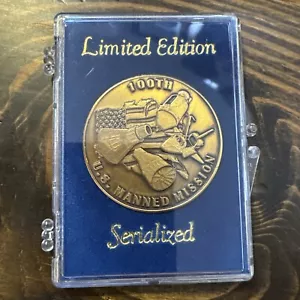 Limited Edition
100TH
U.S. MANNED MISSION
Serialized